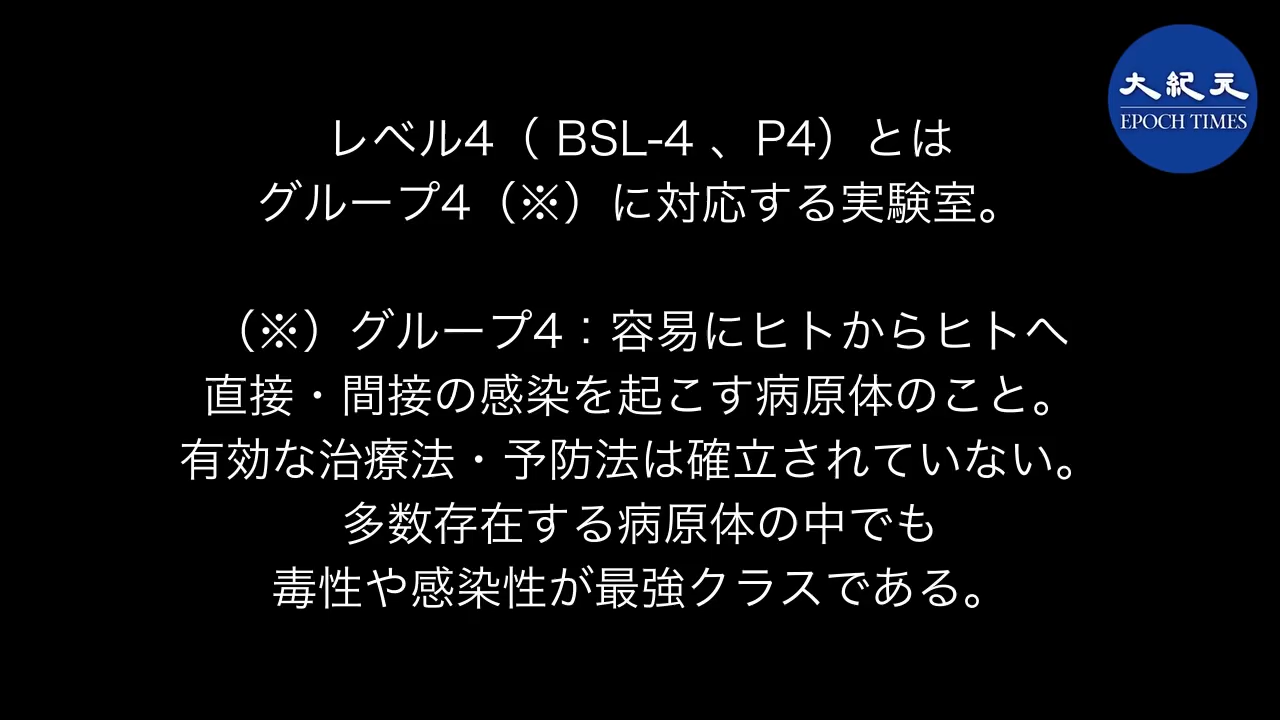 大紀元
EPOCH TIMES
レベル4（ BSL-4 、P4）とは
グループ4（※）に対応する実験室。
（※）グループ4：容易にヒトからヒトへ
直接・間接の感染を起こす病原体のこと。
有効な治療法・予防法は確立されていない。
多数存在する病原体の中でも
毒性や感染性が最強クラスである。